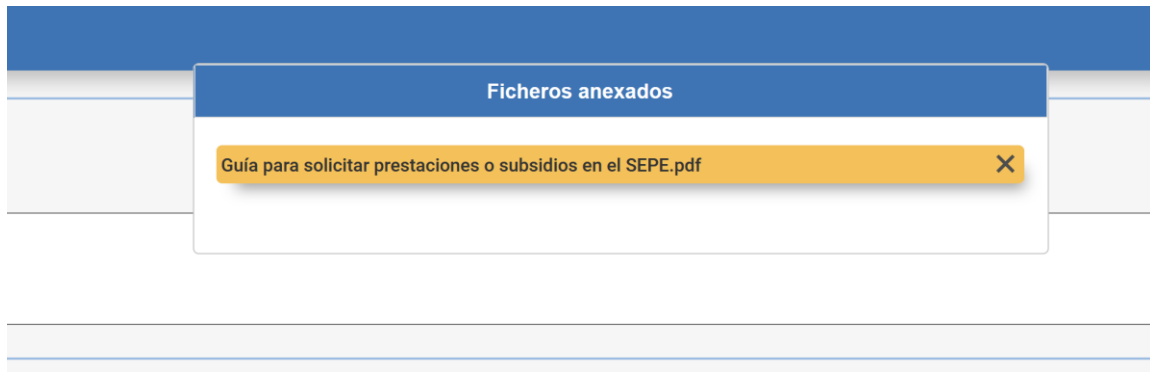 Ficheros anexados
Guía para solicitar prestaciones o subsidios en el SEPE.pdf